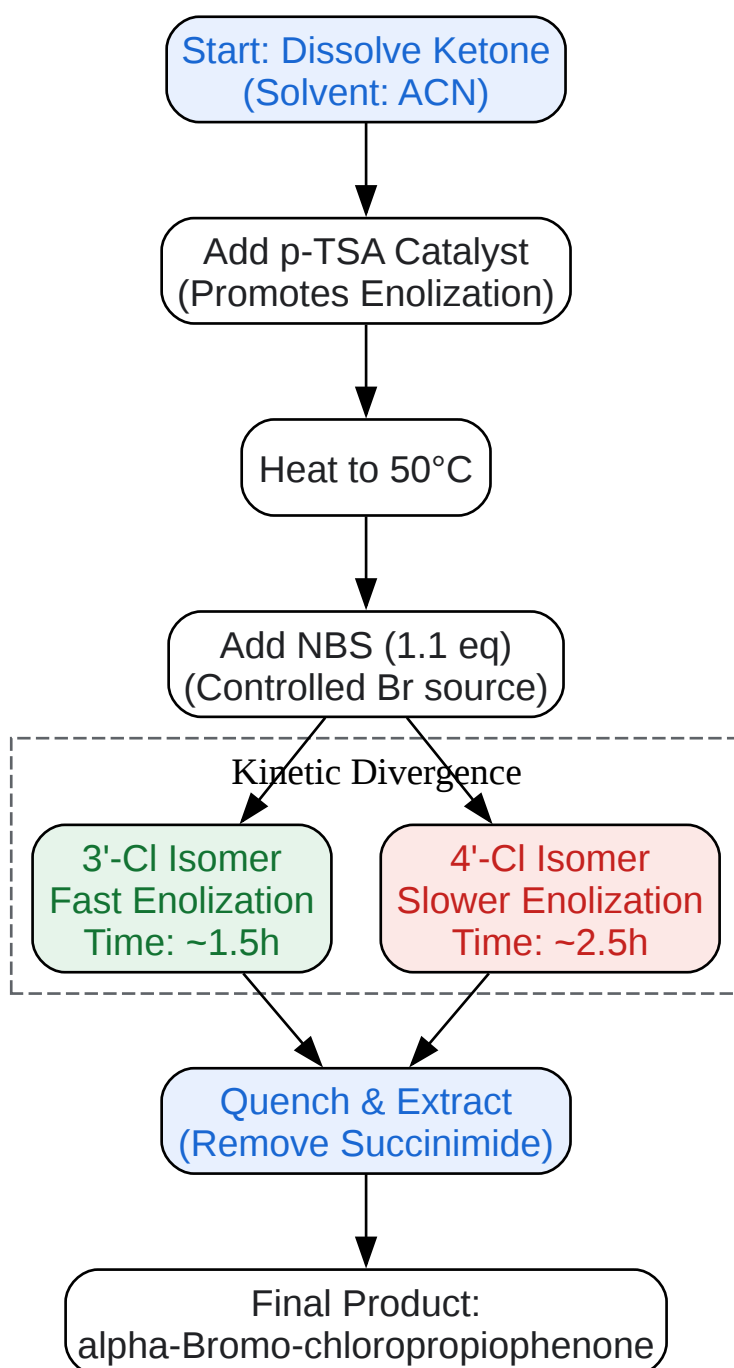 Start: Dissolve Ketone
(Solvent: ACN)
Add p-TSA Catalyst
(Promotes Enolization)
Heat to 50°C
Add NBS (1.1 eq)
(Controlled Br source)
Kinetic Divergence
3'-Cl Isomer
Fast Enolization
Time: ~1.5h
4'-Cl Isomer
Slower Enolization
Time: ~2.5h
Quench & Extract
(Remove Succinimide)
Final Product:
alpha-Bromo-chloropropiophenone